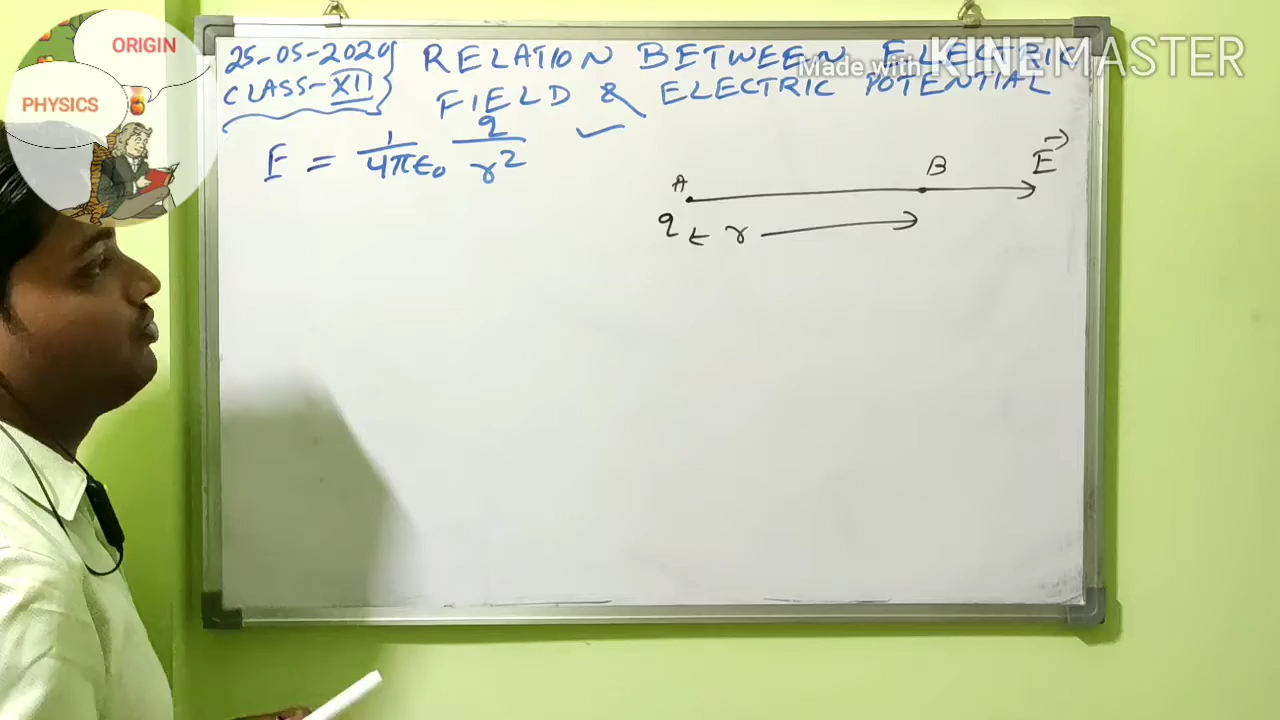 ORIGIN
PHYSICS
Made with KINEMASTER
25-05-2020 RELATION BETWEEN ELECTRIC
CLASS-XII FIELD & ELECTRIC POTENTIAL
E = 1/4πε₀ q/r²
A B E⃗
q r